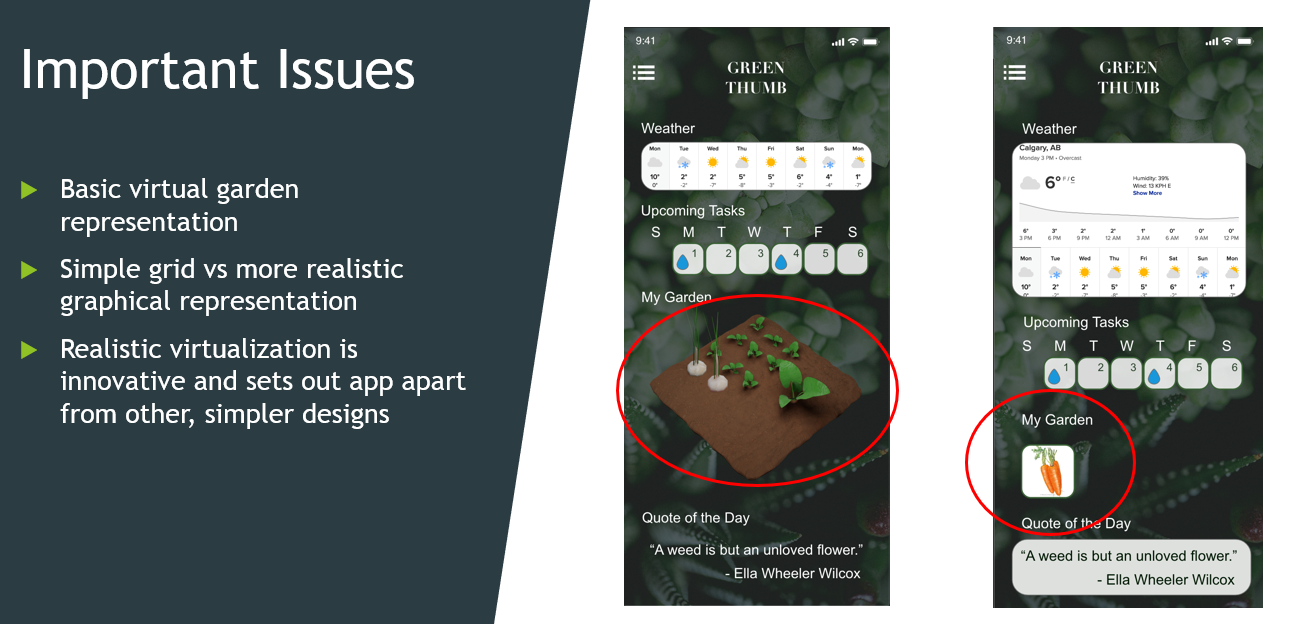 Important Issues
Basic virtual garden
representation
Simple grid vs more realistic
graphical representation
Realistic virtualization is
innovative and sets out app apart
from other, simpler designs
9:41
GREEN
THUMB
Weather
Mon Tue Wed Thu Fri Sat Sun Mon
10° 2° 2° 5° 5° 6° 4° 1°
0° -2° -7° -8° -3° -2° -4° -7°
Upcoming Tasks
S M T W T F S
1 2 3 4 5 6
My Garden
Quote of the Day
“A weed is but an unloved flower.”
- Ella Wheeler Wilcox
9:41
GREEN
THUMB
Weather
Calgary, AB
Monday 3 PM • Overcast
6° F / C
Humidity: 39%
Wind: 13 KPH E
Show More
6° 3° 2° 2° 1° 0° 0° 0°
3 PM 6 PM 9 PM 12 AM 3 AM 6 AM 9 AM 12 PM
Mon Tue Wed Thu Fri Sat Sun Mon
10° 2° 2° 5° 5° 6° 4° 1°
Upcoming Tasks
S M T W T F S
1 2 3 4 5 6
My Garden
Quote of the Day
“A weed is but an unloved flower.”
- Ella Wheeler Wilcox